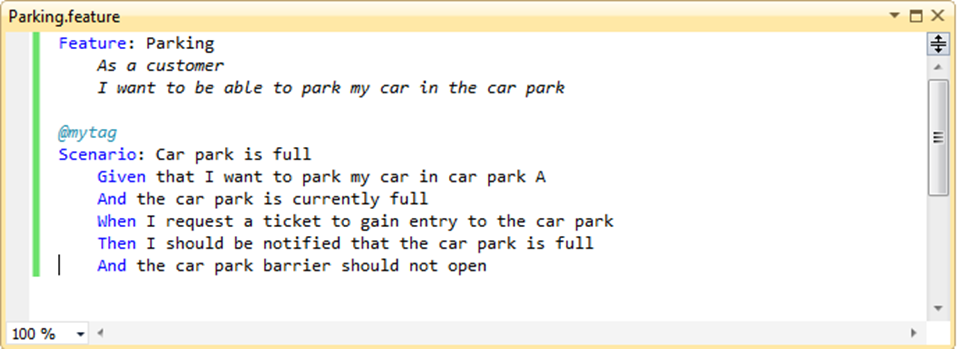 Parking.feature
Feature: Parking
As a customer
I want to be able to park my car in the car park
@mytag
Scenario: Car park is full
Given that I want to park my car in car park A
And the car park is currently full
When I request a ticket to gain entry to the car park
Then I should be notified that the car park is full
And the car park barrier should not open
100 %